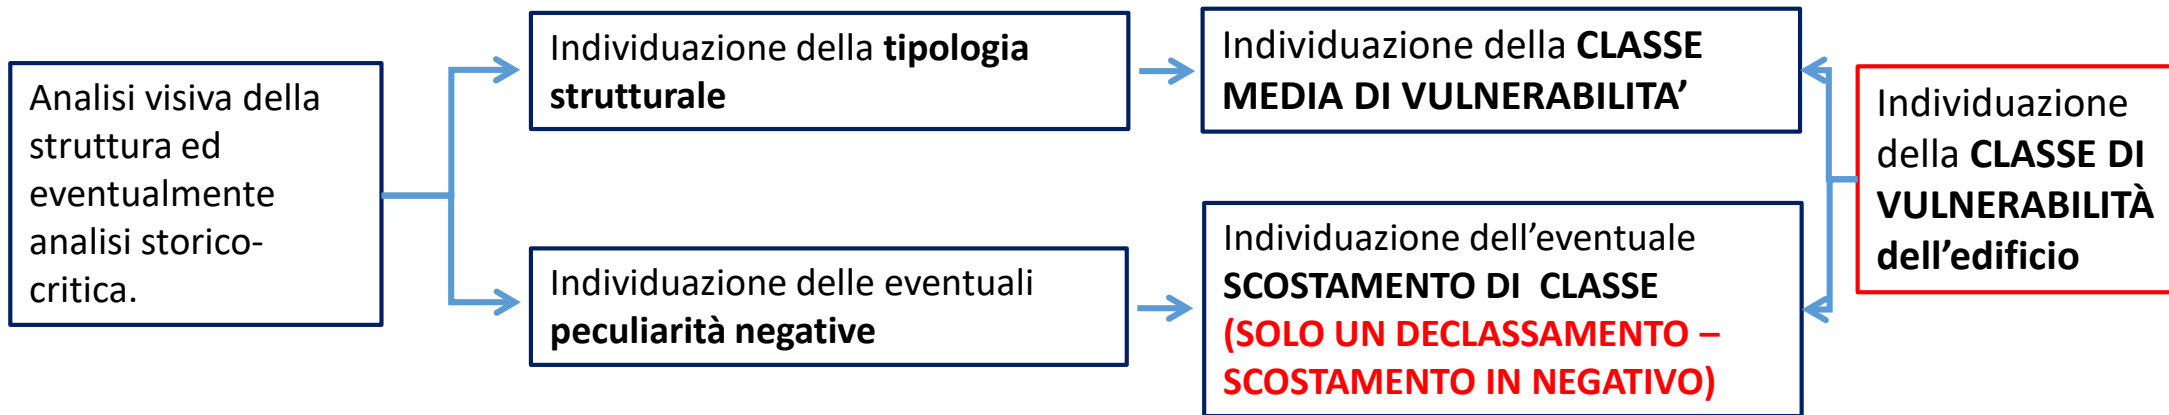 Analisi visiva della
struttura ed
eventualmente
analisi storico-
critica.
Individuazione della tipologia
strutturale
Individuazione delle eventuali
peculiarità negative
Individuazione della CLASSE
MEDIA DI VULNERABILITA’
Individuazione dell’eventuale
SCOSTAMENTO DI CLASSE
(SOLO UN DECLASSAMENTO –
SCOSTAMENTO IN NEGATIVO)
Individuazione
della CLASSE DI
VULNERABILITÀ
dell’edificio